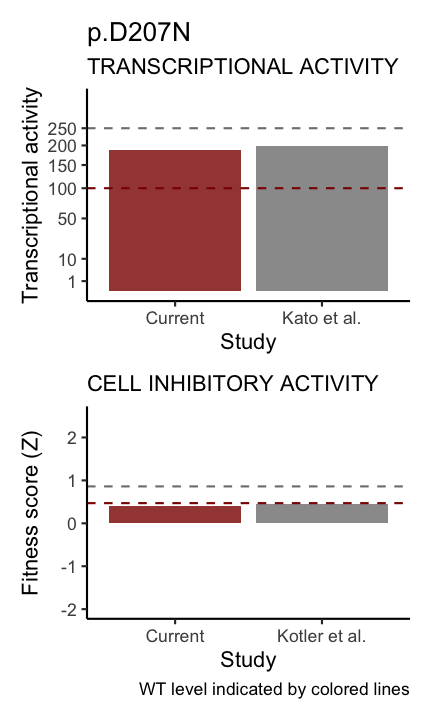 p.D207N
TRANSCRIPTIONAL ACTIVITY
Transcriptional activity
250
200
150
100
50
10
1
Current
Kato et al.
Study
CELL INHIBITORY ACTIVITY
Fitness score (Z)
2
1
0
-1
-2
Current
Kotler et al.
Study
WT level indicated by colored lines